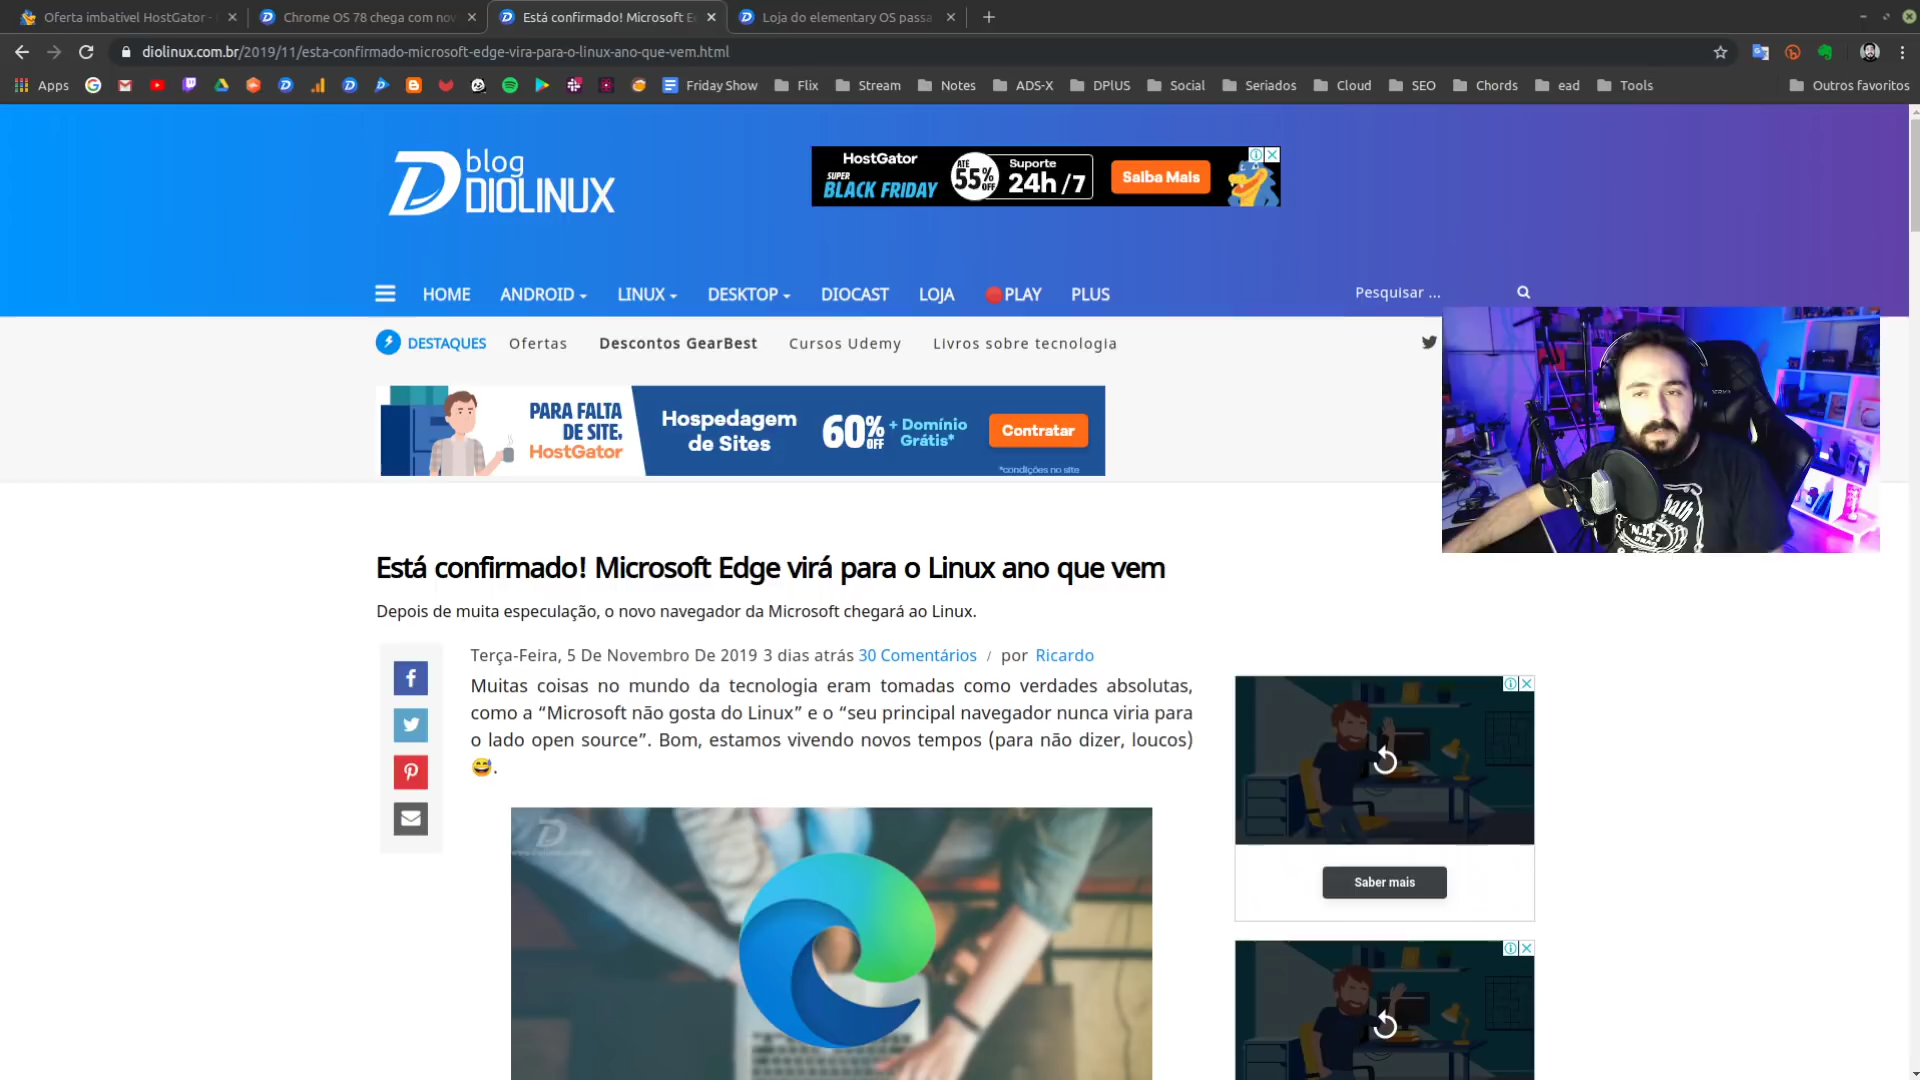 Oferta imbatível HostGator -
Chrome OS 78 chega com nov
Está confirmado! Microsoft E
Loja do elementary OS passa
diolinux.com.br/2019/11/esta-confirmado-microsoft-edge-vira-para-o-linux-ano-que-vem.html
Apps
Friday Show
Flix
Stream
Notes
ADS-X
DPlUS
Social
Seriados
Cloud
SEO
Chords
ead
Tools
Outros favoritos
blog
DIOLINUX
HostGator
SUPER
BLACK FRIDAY
ATÉ
55%
OFF
Suporte
24h /7
Saiba Mais
HOME
ANDROID
LINUX
DESKTOP
DIOCAST
LOJA
PLAY
PLUS
Pesquisar ...
DESTAQUES
Ofertas
Descontos GearBest
Cursos Udemy
Livros sobre tecnologia
PARA FALTA
DE SITE,
HostGator
Hospedagem
de Sites
60%
OFF
+ Domínio
Grátis*
Contratar
*condições no site
Está confirmado! Microsoft Edge virá para o Linux ano que vem
Depois de muita especulação, o novo navegador da Microsoft chegará ao Linux.
Terça-Feira, 5 De Novembro De 2019 3 dias atrás 30 Comentários / por Ricardo
Muitas coisas no mundo da tecnologia eram tomadas como verdades absolutas,
como a “Microsoft não gosta do Linux” e o “seu principal navegador nunca viria para
o lado open source”. Bom, estamos vivendo novos tempos (para não dizer, loucos)
😅.
Saber mais